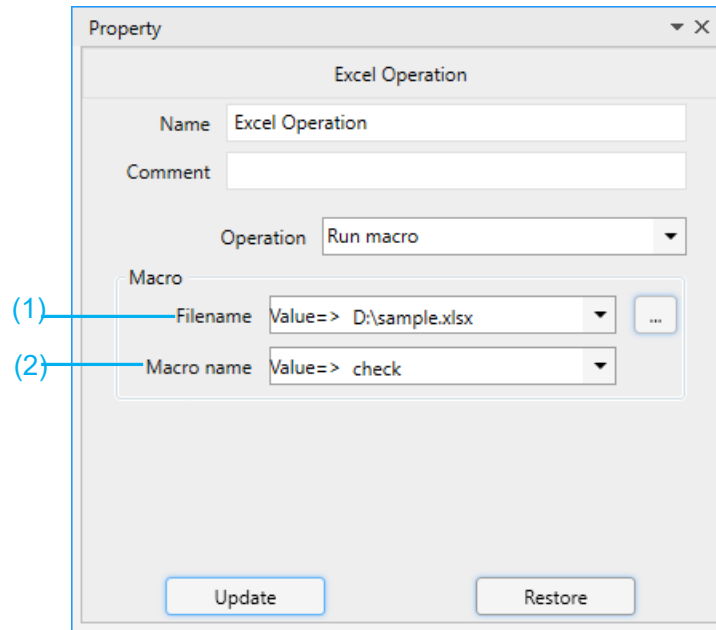 Property
Excel Operation
Name Excel Operation
Comment
Operation Run macro
Macro
(1) Filename Value=> D:\sample.xlsx ...
(2) Macro name Value=> check
Update Restore